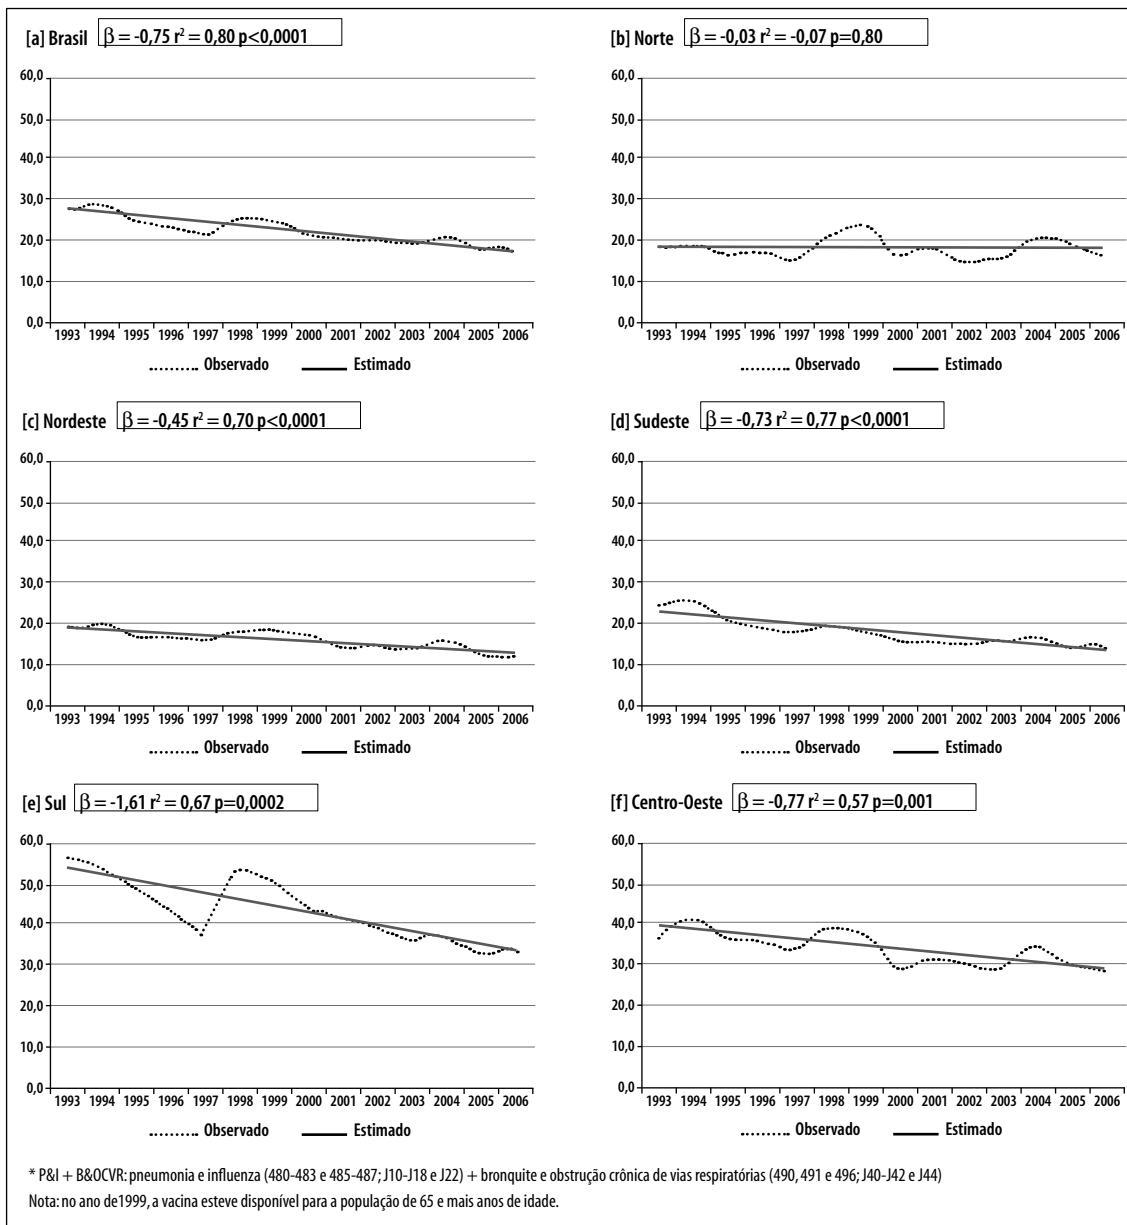 [a] Brasil β = -0,75 r² = 0,80 p<0,0001
60,0
50,0
40,0
30,0
20,0
10,0
0,0
1993 1994 1995 1996 1997 1998 1999 2000 2001 2002 2003 2004 2005 2006
Observado Estimado
[b] Norte β = -0,03 r² = -0,07 p=0,80
60,0
50,0
40,0
30,0
20,0
10,0
0,0
1993 1994 1995 1996 1997 1998 1999 2000 2001 2002 2003 2004 2005 2006
Observado Estimado
[c] Nordeste β = -0,45 r² = 0,70 p<0,0001
60,0
50,0
40,0
30,0
20,0
10,0
0,0
1993 1994 1995 1996 1997 1998 1999 2000 2001 2002 2003 2004 2005 2006
Observado Estimado
[d] Sudeste β = -0,73 r² = 0,77 p<0,0001
60,0
50,0
40,0
30,0
20,0
10,0
0,0
1993 1994 1995 1996 1997 1998 1999 2000 2001 2002 2003 2004 2005 2006
Observado Estimado
[e] Sul β = -1,61 r² = 0,67 p=0,0002
60,0
50,0
40,0
30,0
20,0
10,0
0,0
1993 1994 1995 1996 1997 1998 1999 2000 2001 2002 2003 2004 2005 2006
Observado Estimado
[f] Centro-Oeste β = -0,77 r² = 0,57 p=0,001
60,0
50,0
40,0
30,0
20,0
10,0
0,0
1993 1994 1995 1996 1997 1998 1999 2000 2001 2002 2003 2004 2005 2006
Observado Estimado
* P&I + B&OCVR: pneumonia e influenza (480-483 e 485-487; J10-J18 e J22) + bronquite e obstrução crônica de vias respiratórias (490, 491 e 496; J40-J42 e J44)
Nota: no ano de1999, a vacina esteve disponível para a população de 65 e mais anos de idade.